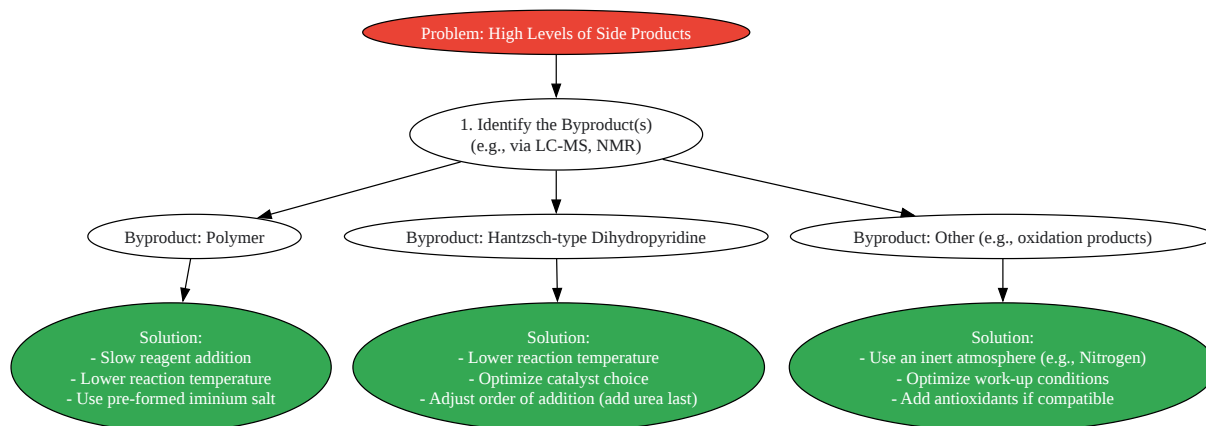 Problem: High Levels of Side Products
1. Identify the Byproduct(s)
(e.g., via LC-MS, NMR)
Byproduct: Polymer
Byproduct: Hantzsch-type Dihydropyridine
Byproduct: Other (e.g., oxidation products)
Solution:
- Slow reagent addition
- Lower reaction temperature
- Use pre-formed iminium salt
Solution:
- Lower reaction temperature
- Optimize catalyst choice
- Adjust order of addition (add urea last)
Solution:
- Use an inert atmosphere (e.g., Nitrogen)
- Optimize work-up conditions
- Add antioxidants if compatible